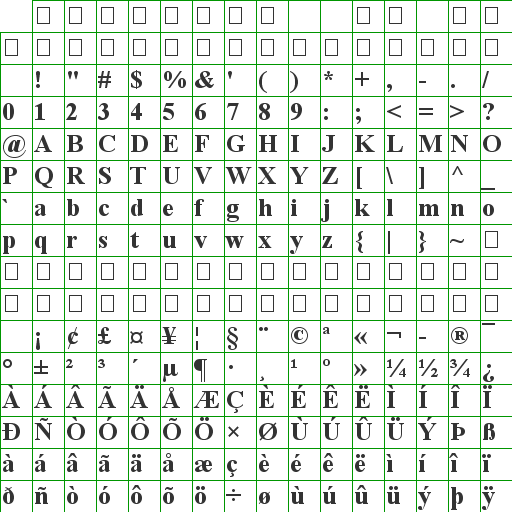 ! " # $ % & ' ( ) * + , - . /
0 1 2 3 4 5 6 7 8 9 : ; < = > ?
@ A B C D E F G H I J K L M N O
P Q R S T U V W X Y Z [ \ ] ^ _
` a b c d e f g h i j k l m n o
p q r s t u v w x y z { | } ~
¡ ¢ £ ¤ ¥ ¦ § ¨ © ª « ¬ - ® ¯
° ± ² ³ ´ µ ¶ · ¸ ¹ º » ¼ ½ ¾ ¿
À Á Â Ã Ä Å Æ Ç È É Ê Ë Ì Í Î Ï
Ð Ñ Ò Ó Ô Õ Ö × Ø Ù Ú Û Ü Ý Þ ß
à á â ã ä å æ ç è é ê ë ì í î ï
ð ñ ò ó ô õ ö ÷ ø ù ú û ü ý þ ÿ